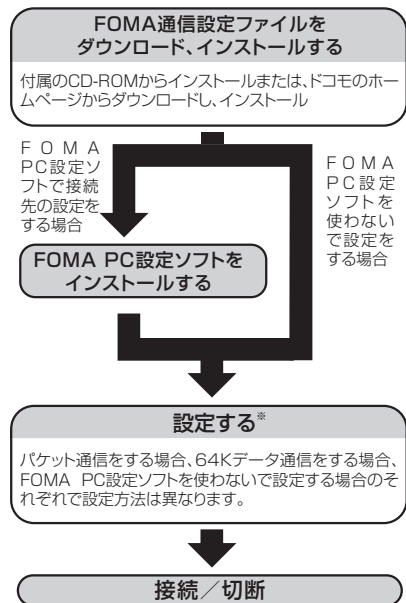 FOMA通信設定ファイルを
ダウンロード、インストールする
付属のCD-ROMからインストールまたは、ドコモのホー
ムページからダウンロードし、インストール
FOMA
PC設定ソ
フトで接続
先の設定を
する場合
FOMA
PC設定
ソフトを
使わない
で設定を
する場合
FOMA PC設定ソフトを
インストールする
設定する※
パケット通信をする場合、64Kデータ通信をする場合、
FOMA PC設定ソフトを使わないで設定する場合のそ
れぞれで設定方法は異なります。
接続／切断